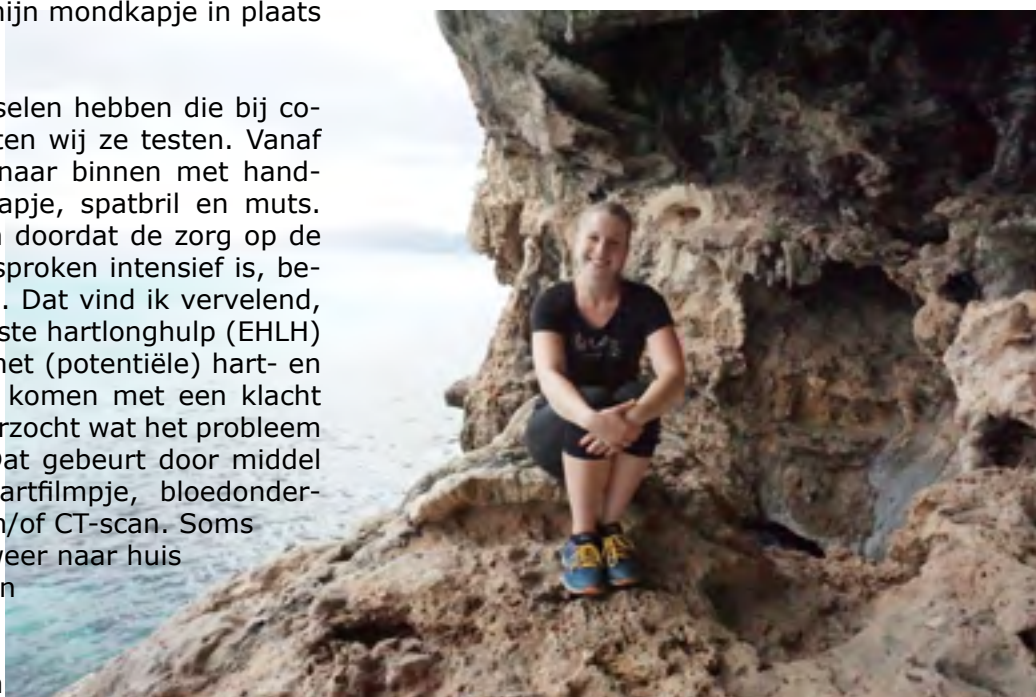 mijn mondkapje in plaats
selen hebben die bij co-
ten wij ze testen. Vanaf
naar binnen met hand-
apje, spatbril en muts.
doordat de zorg op de
sproken intensief is, be-
. Dat vind ik vervelend,
ste hartlonghulp (EHLH)
met (potentiële) hart- en
komen met een klacht
rzocht wat het probleem
Dat gebeurt door middel
artfilmpje, bloedonder-
n/of CT-scan. Soms
weer naar huis
n